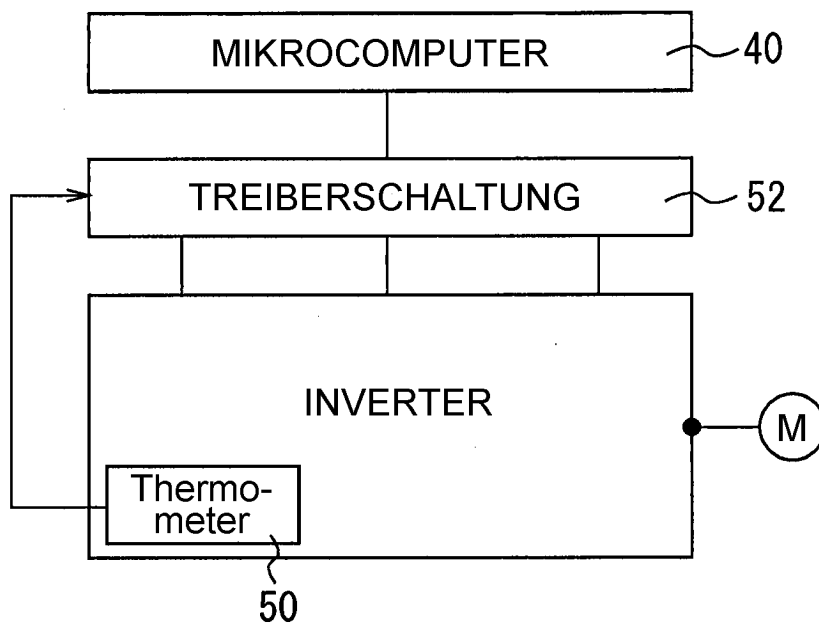 MIKROCOMPUTER
40
TREIBERSCHALTUNG
52
INVERTER
M
Thermo-
meter
50